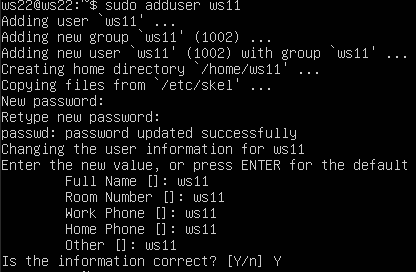 ws22@ws22:~$ sudo adduser ws11
Adding user `ws11' ...
Adding new group `ws11' (1002) ...
Adding new user `ws11' (1002) with group `ws11' ...
Creating home directory `/home/ws11' ...
Copying files from `/etc/skel' ...
New password:
Retype new password:
passwd: password updated successfully
Changing the user information for ws11
Enter the new value, or press ENTER for the default
Full Name []: ws11
Room Number []: ws11
Work Phone []: ws11
Home Phone []: ws11
Other []: ws11
Is the information correct? [Y/n] Y